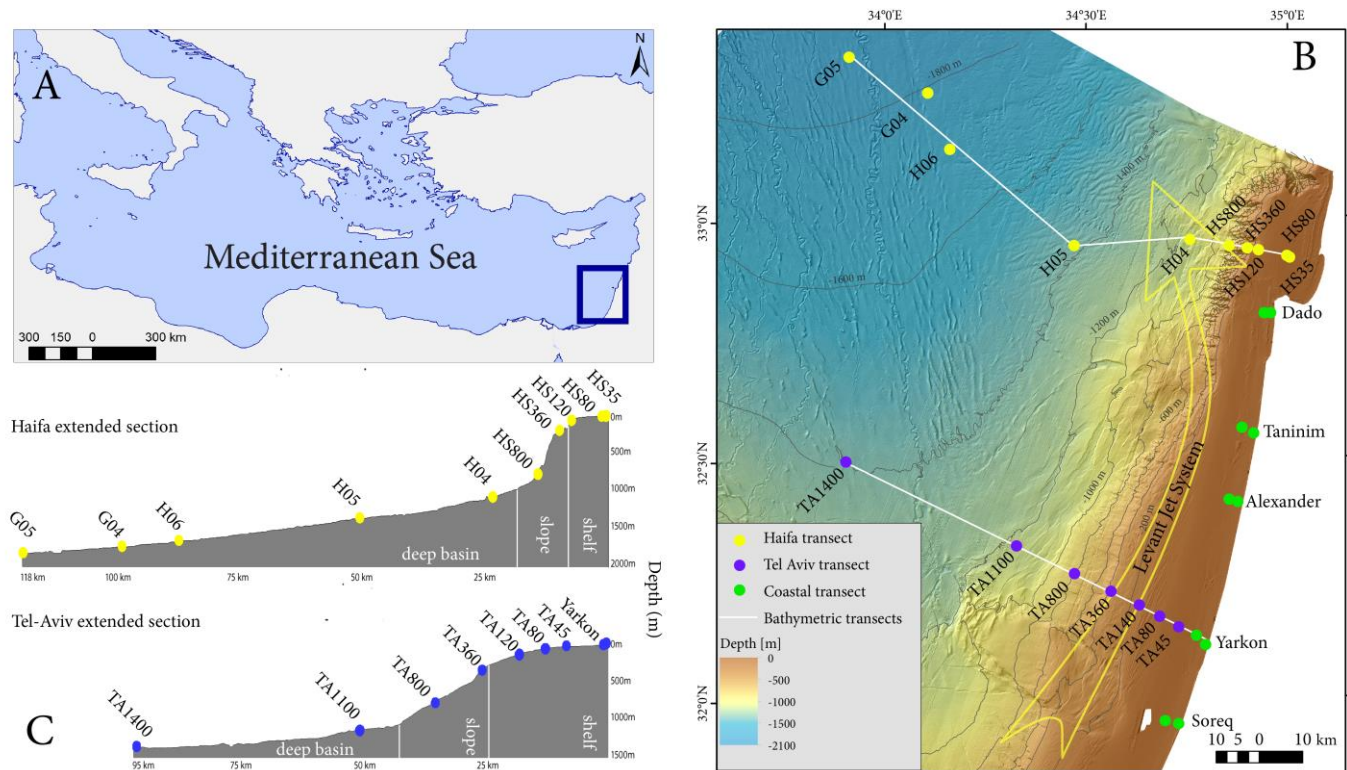 A
N
Mediterranean Sea
300 150 0 300 km
Haifa extended section
HS35
HS80
HS120
HS360
HS800
H04
H05
H06
G04
G05
0m
500m
1000m
1500m
2000m
deep basin
slope
shelf
118 km
100 km
75 km
50 km
25 km
Depth (m)
Tel-Aviv extended section
Yarkon
TA45
TA80
TA120
TA360
TA800
TA1100
TA1400
0m
500m
1000m
1500m
deep basin
slope
shelf
95 km
75 km
50 km
25 km
C
34°0'E
34°30'E
35°0'E
B
33°0'N
32°30'N
32°0'N
G05
G04
H06
H05
H04
HS800
HS360
HS80
HS120
HS35
-1800 m
-1600 m
-1400 m
-1200 m
-1000 m
-600 m
-200 m
Dado
Taninim
Alexander
Yarkon
Soreq
Levant Jet System
TA1400
TA1100
TA800
TA360
TA140
TA80
TA45
Haifa transect
Tel Aviv transect
Coastal transect
Bathymetric transects
Depth [m]
0
-500
-1000
-1500
-2100
10 5 0 10 km